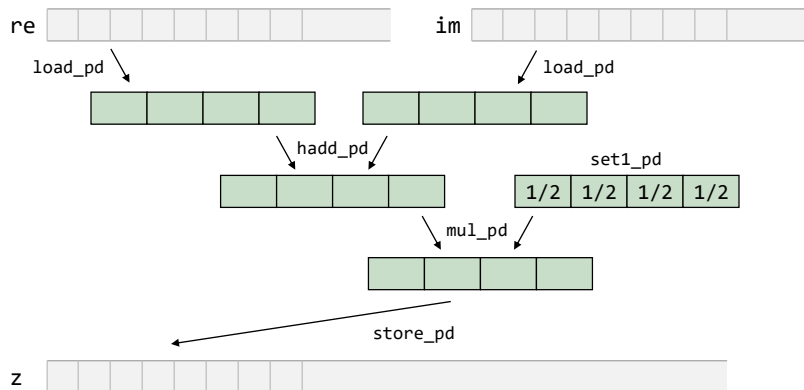 re im
load_pd load_pd
hadd_pd
set1_pd
1/2 1/2 1/2 1/2
mul_pd
store_pd
z